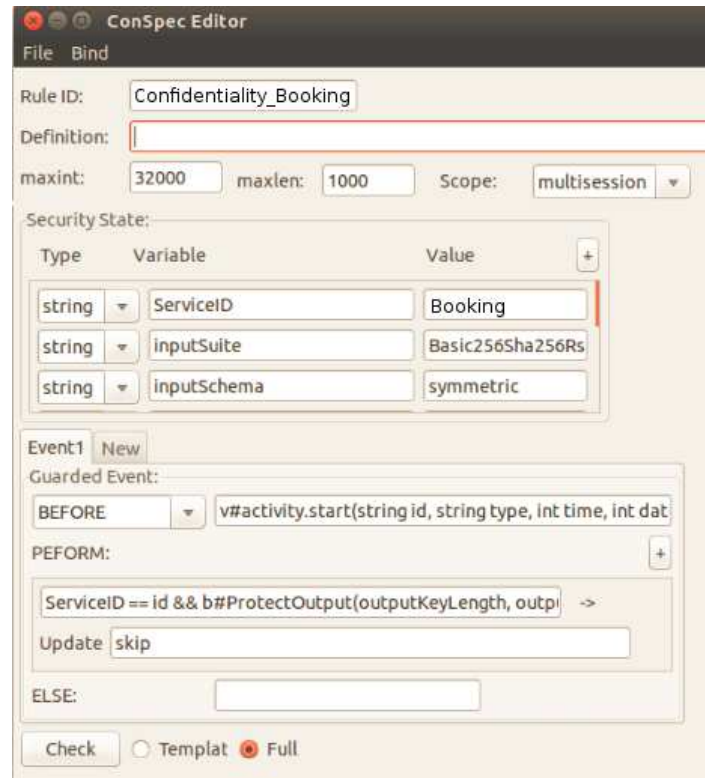 ConSpec Editor
File Bind
Rule ID: Confidentiality_Booking
Definition:
maxint: 32000 maxlen: 1000 Scope: multisession
Security State:
Type Variable Value +
string ServiceID Booking
string inputSuite Basic256Sha256Rs
string inputSchema symmetric
Event1 New
Guarded Event:
BEFORE v#activity.start(string id, string type, int time, int dat
PEFORM: +
ServiceID == id && b#ProtectOutput(outputKeyLength, outpu ->
Update skip
ELSE:
Check Templat Full